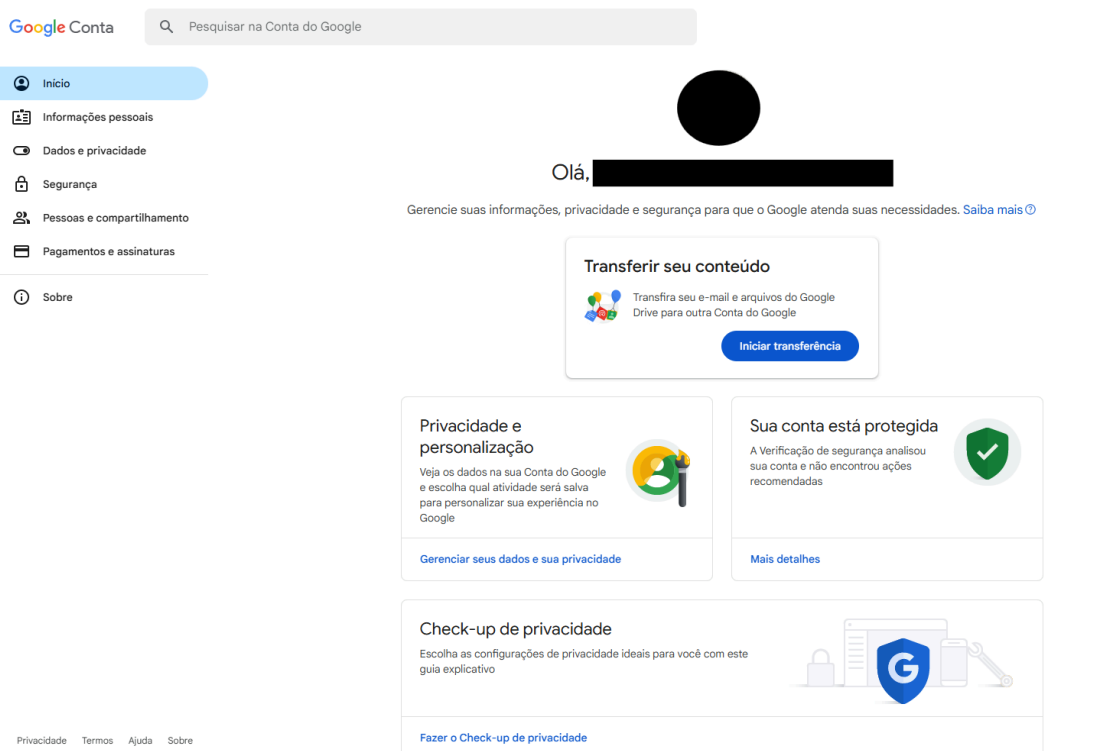 Google Conta
Pesquisar na Conta do Google
Início
Informações pessoais
Dados e privacidade
Segurança
Pessoas e compartilhamento
Pagamentos e assinaturas
Sobre
Olá,
Gerencie suas informações, privacidade e segurança para que o Google atenda suas necessidades. Saiba mais
Transferir seu conteúdo
Transfira seu e-mail e arquivos do Google
Drive para outra Conta do Google
Iniciar transferência
Privacidade e
personalização
Veja os dados na sua Conta do Google
e escolha qual atividade será salva
para personalizar sua experiência no
Google
Gerenciar seus dados e sua privacidade
Sua conta está protegida
A Verificação de segurança analisou
sua conta e não encontrou ações
recomendadas
Mais detalhes
Check-up de privacidade
Escolha as configurações de privacidade ideais para você com este
guia explicativo
G
Fazer o Check-up de privacidade
Privacidade Termos Ajuda Sobre